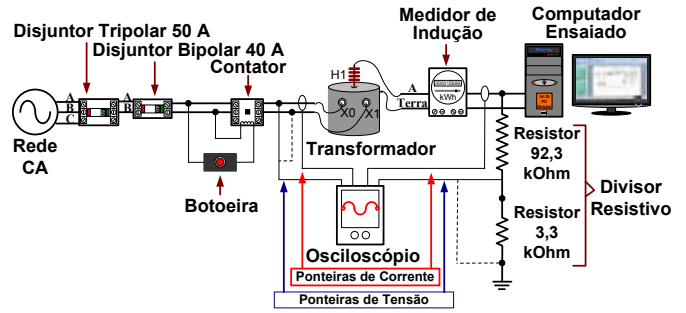 Disjuntor Tripolar 50 A
Disjuntor Bipolar 40 A
Contator
Medidor de
Indução
Computador
Ensaiado
H1
A
B
C
A
B
X0
X1
A
Terra
kWh
Rede
CA
Transformador
Botoeira
Osciloscópio
Resistor
92,3
kOhm
Resistor
3,3
kOhm
Divisor
Resistivo
Ponteiras de Corrente
Ponteiras de Tensão